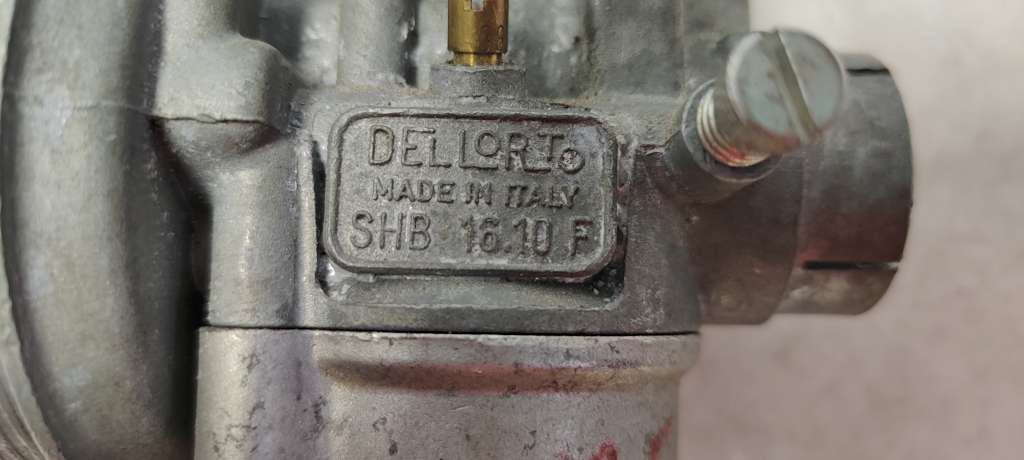 DELLORTO
MADE IN ITALY
SHB 16.10 F